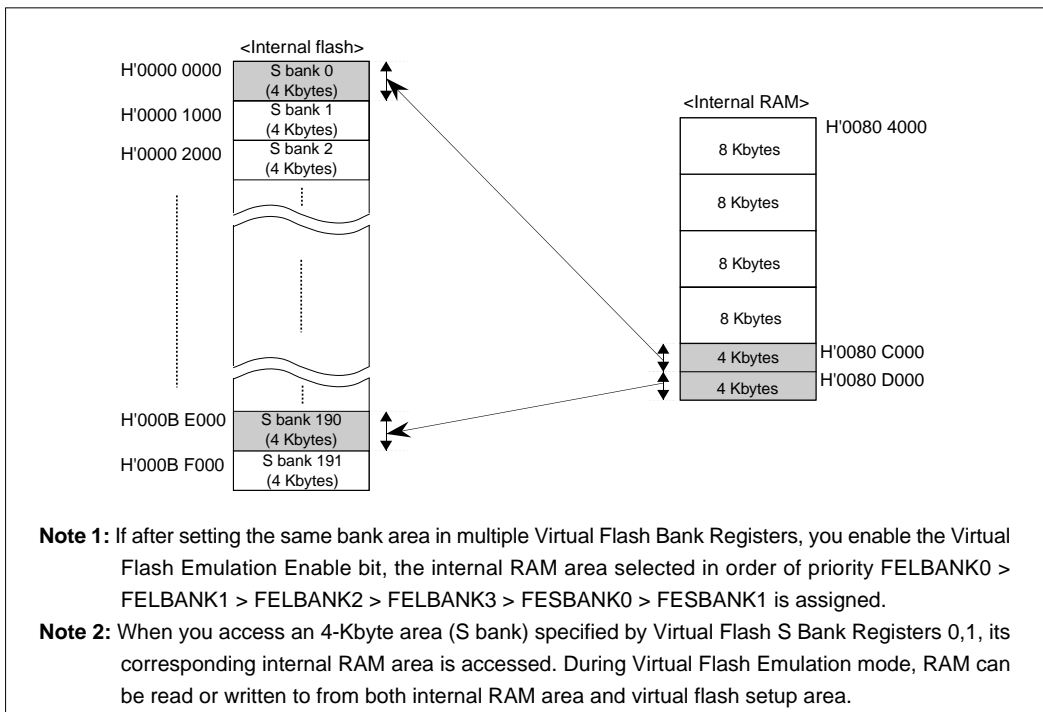 <Internal flash>
H'0000 0000
S bank 0
(4 Kbytes)
H'0000 1000
S bank 1
(4 Kbytes)
H'0000 2000
S bank 2
(4 Kbytes)
H'000B E000
S bank 190
(4 Kbytes)
H'000B F000
S bank 191
(4 Kbytes)
<Internal RAM>
H'0080 4000
8 Kbytes
8 Kbytes
8 Kbytes
8 Kbytes
4 Kbytes
H'0080 C000
4 Kbytes
H'0080 D000
Note 1: If after setting the same bank area in multiple Virtual Flash Bank Registers, you enable the Virtual
Flash Emulation Enable bit, the internal RAM area selected in order of priority FELBANK0 >
FELBANK1 > FELBANK2 > FELBANK3 > FESBANK0 > FESBANK1 is assigned.
Note 2: When you access an 4-Kbyte area (S bank) specified by Virtual Flash S Bank Registers 0,1, its
corresponding internal RAM area is accessed. During Virtual Flash Emulation mode, RAM can
be read or written to from both internal RAM area and virtual flash setup area.